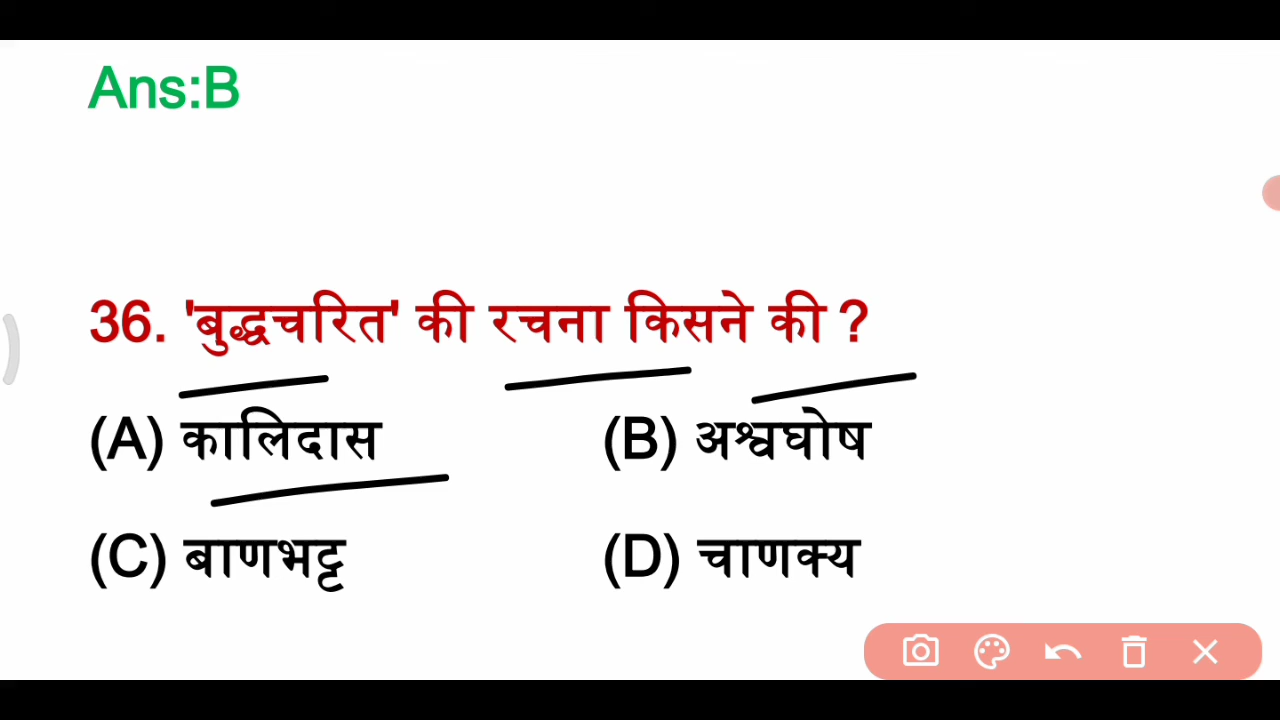 Ans:B
36. 'बुद्धचरित' की रचना किसने की ?
(A) कालिदास (B) अश्वघोष
(C) बाणभट्ट (D) चाणक्य